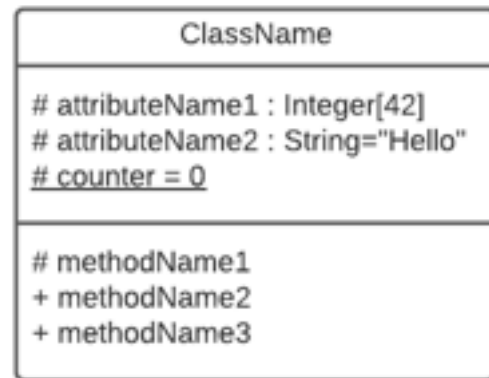 ClassName
# attributeName1 : Integer[42]
# attributeName2 : String="Hello"
# counter = 0
# methodName1
+ methodName2
+ methodName3